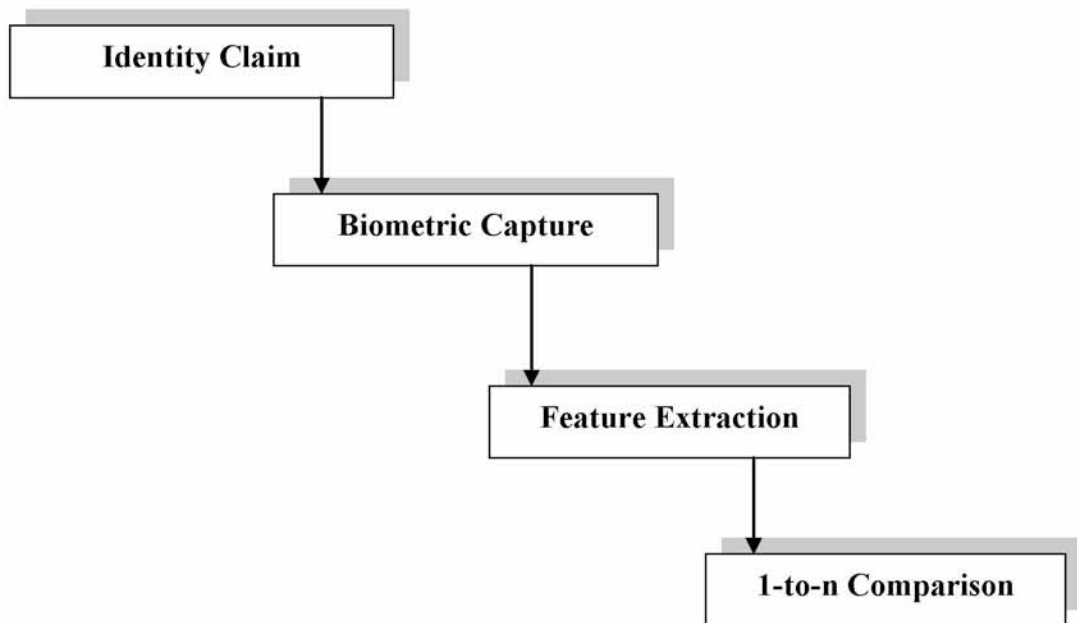 Identity Claim
Biometric Capture
Feature Extraction
1-to-n Comparison